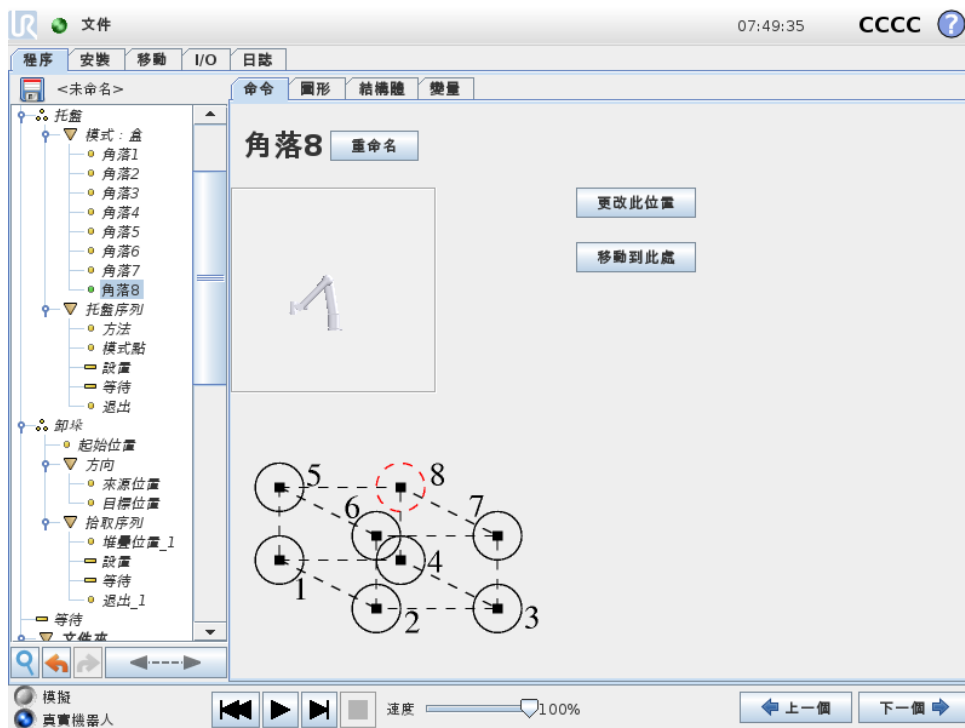 UR 文件 07:49:35 CCCC ?
程序 安裝 移動 I/O 日誌
<未命名> 命令 圖形 結構體 變量
托盤
模式：盒
角落1
角落2
角落3
角落4
角落5
角落6
角落7
角落8
托盤序列
方法
模式點
設置
等待
退出
卸垛
起始位置
方向
來源位置
目標位置
拾取序列
堆疊位置_1
設置
等待
退出_1
等待
文件夾
角落8 重命名
更改此位置
移動到此處
5 8
6 7
1 4
2 3
模擬
真實機器人
速度 100% 上一個 下一個